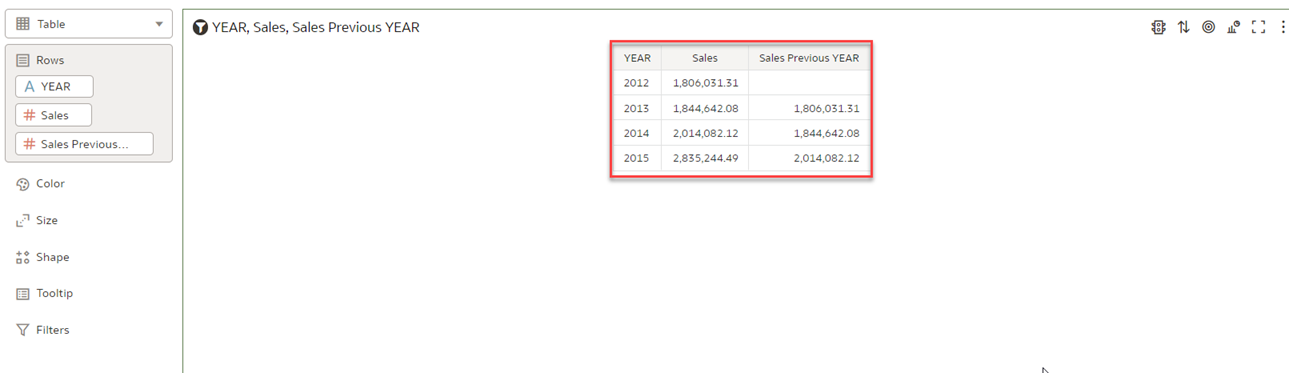 Table
Rows
A YEAR
# Sales
# Sales Previous...
Color
Size
Shape
Tooltip
Filters
YEAR, Sales, Sales Previous YEAR
YEAR Sales Sales Previous YEAR
2012 1,806,031.31
2013 1,844,642.08 1,806,031.31
2014 2,014,082.12 1,844,642.08
2015 2,835,244.49 2,014,082.12